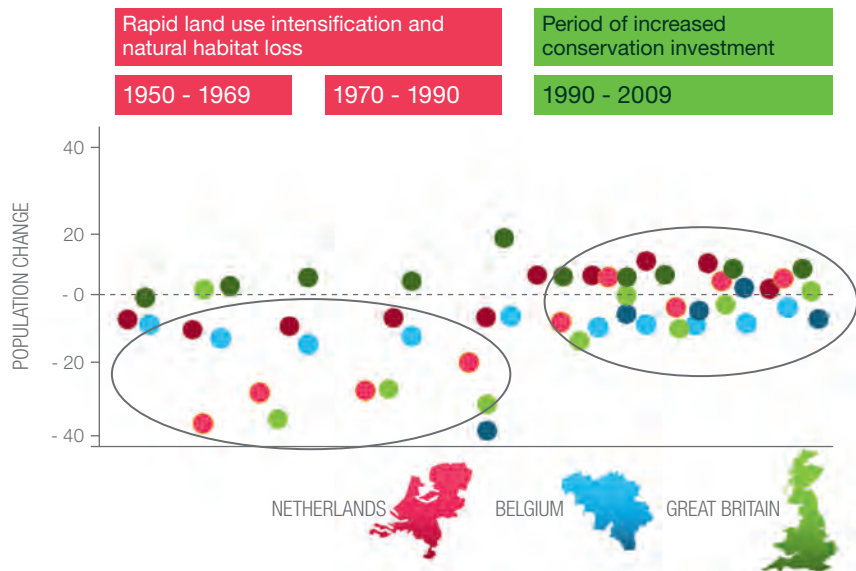 Rapid land use intensification and
natural habitat loss
Period of increased
conservation investment
1950 - 1969
1970 - 1990
1990 - 2009
POPULATION CHANGE
40
20
- 0
- 20
- 40
NETHERLANDS
BELGIUM
GREAT BRITAIN